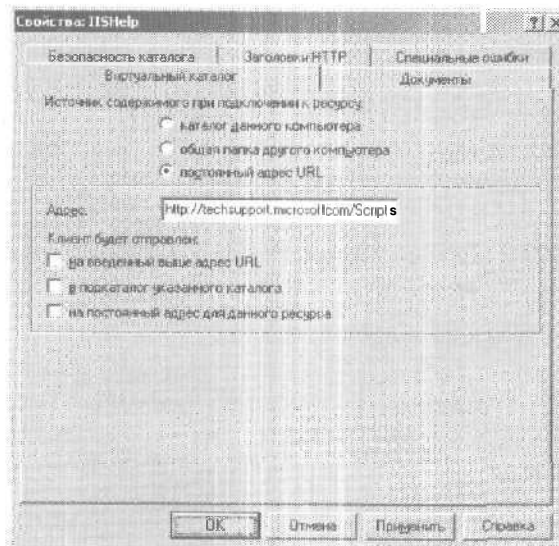 Свойства: IISHelp
Безопасность каталога Заголовки HTTP Специальные ошибки
Виртуальный каталог Документы
Источник содержимого при подключении к ресурсу:
каталог данного компьютера
общая папка другого компьютера
постоянный адрес URL
Адрес: http://techsupport.microsoft.com/Scripts
Клиент будет отправлен:
на введенный выше адрес URL
в подкаталог указанного каталога
на постоянный адрес для данного ресурса
OK Отмена Применить Справка